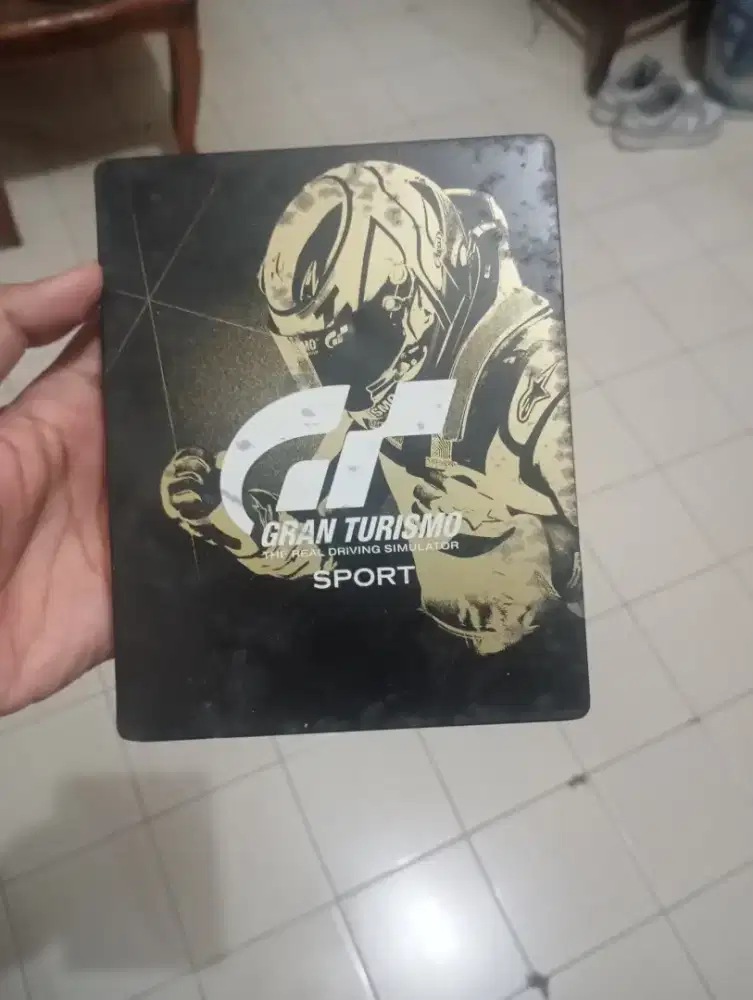 GT
GRAN TURISMO
THE REAL DRIVING SIMULATOR
SPORT